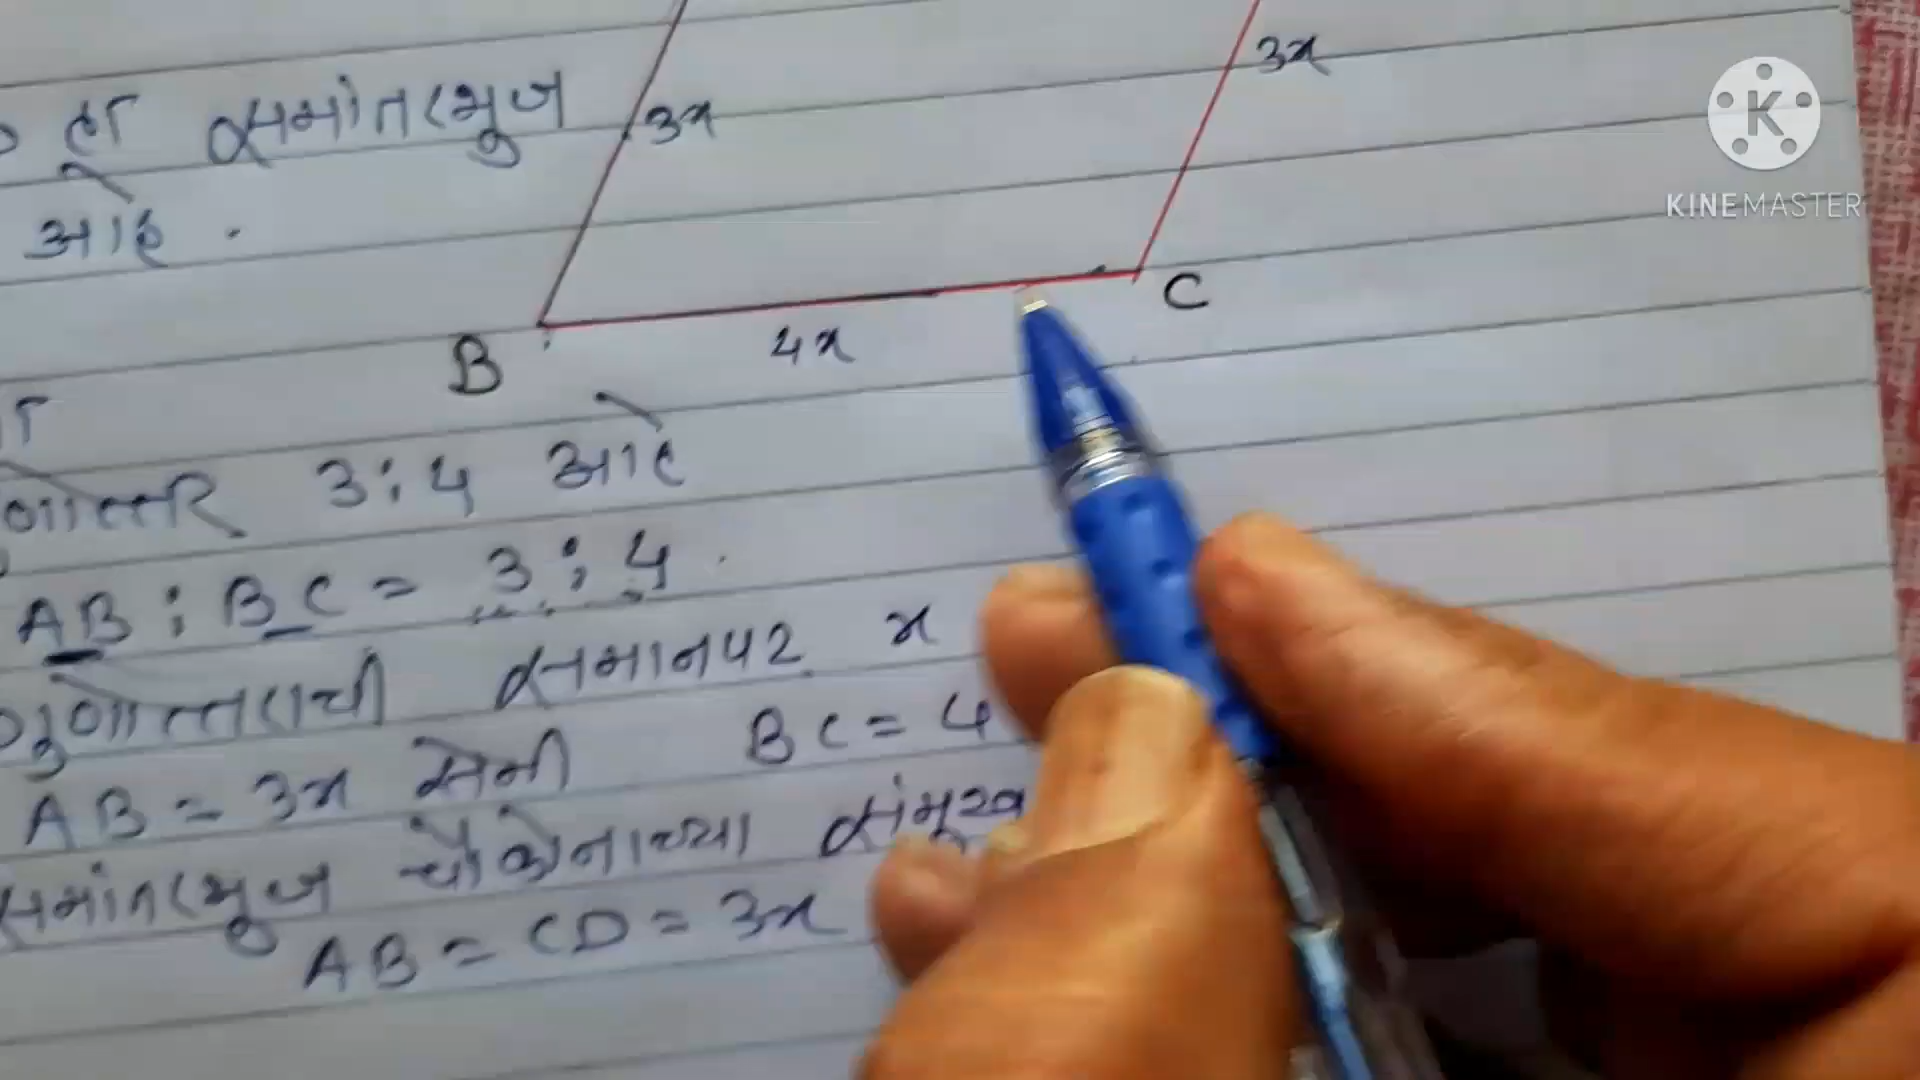 हा समांतरभुज
3x
3x
आहे.
B
4x
C
3:4 आहे
AB : BC = 3 : 4.
गुणोत्तराची समानपट x
AB = 3x सेमी BC = 4
समांतरभुज चौकोनाच्या संमुख
AB = CD = 3x
K
KINEMASTER